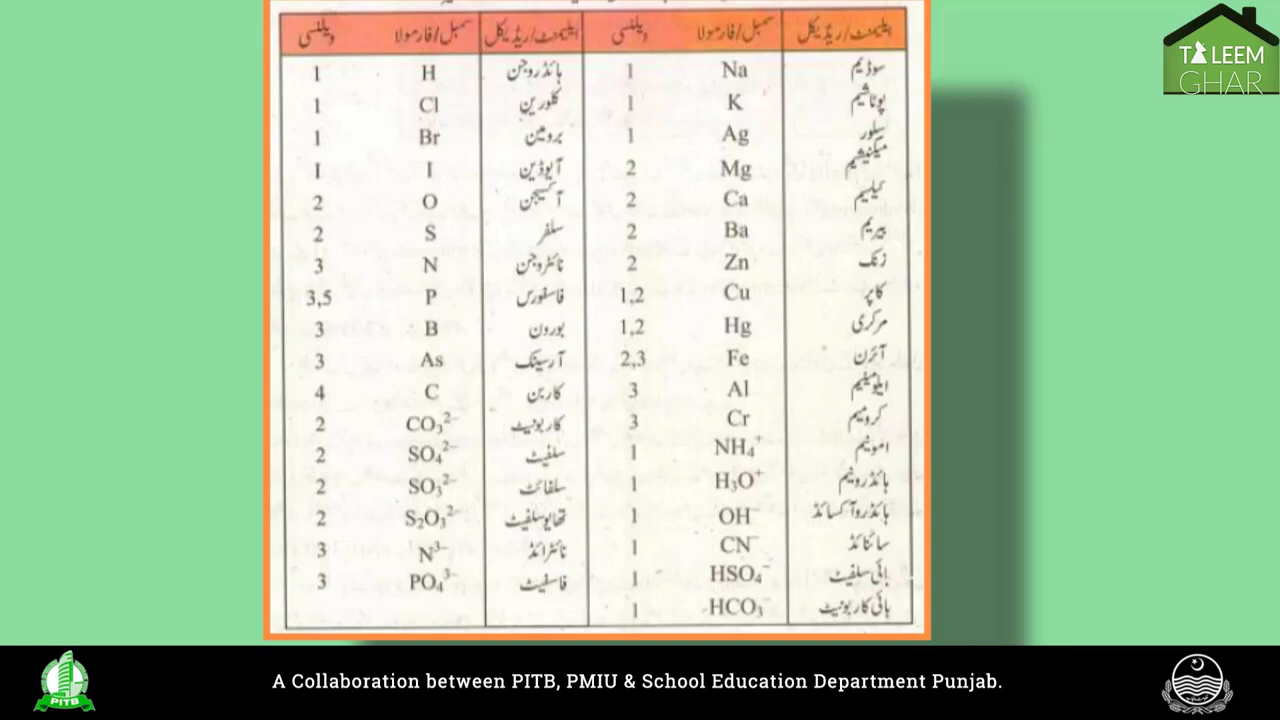 ایلیمنٹ/ریڈیکل سمبل/فارمولا ویلنسی ایلیمنٹ/ریڈیکل سمبل/فارمولا ویلنسی
سوڈیم Na 1 ہائڈروجن H 1
پوٹاشیم K 1 کلورین Cl 1
سلور Ag 1 برومین Br 1
میگنیشیم Mg 2 آیوڈین I 1
کیلسیم Ca 2 آکسیجن O 2
بیریم Ba 2 سلفر S 2
زنک Zn 2 نائٹروجن N 3
کاپر Cu 1,2 فاسفورس P 3,5
مرکری Hg 1,2 بورون B 3
آئرن Fe 2,3 آرسینک As 3
ایلومینیم Al 3 کاربن C 4
کرومیم Cr 3 کاربونیٹ CO₃²⁻ 2
امونیم NH₄⁺ 1 سلفیٹ SO₄²⁻ 2
ہائڈرونیم H₃O⁺ 1 سلفائٹ SO₃²⁻ 2
ہائڈروآکسائڈ OH⁻ 1 تھایوسلفیٹ S₂O₃²⁻ 2
سائنائڈ CN⁻ 1 نائٹرائڈ N³⁻ 3
بائی سلفیٹ HSO₄⁻ 1 فاسفیٹ PO₄³⁻ 3
بائی کاربونیٹ HCO₃⁻ 1
TALEEM
GHAR
PITB
A Collaboration between PITB, PMIU & School Education Department Punjab.